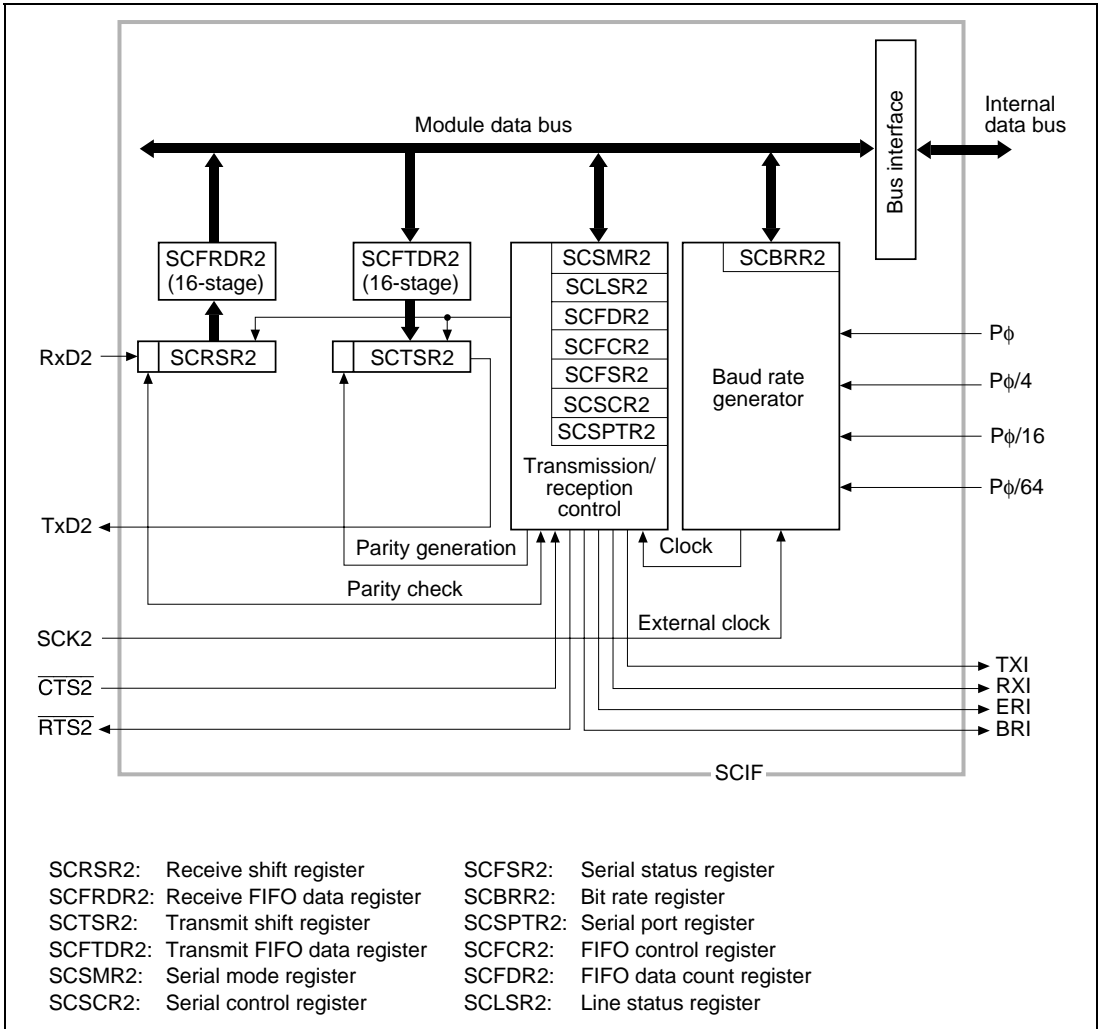 Module data bus
Bus interface
Internal
data bus
SCFRDR2
(16-stage)
SCFTDR2
(16-stage)
SCSMR2
SCLSR2
SCFDR2
SCFCR2
SCFSR2
SCSCR2
SCSPTR2
Transmission/
reception
control
SCBRR2
Baud rate
generator
RxD2
SCRSR2
SCTSR2
Pϕ
Pϕ/4
Pϕ/16
Pϕ/64
TxD2
Parity generation
Clock
Parity check
SCK2
External clock
CTS2
RTS2
TXI
RXI
ERI
BRI
SCIF
SCRSR2: Receive shift register
SCFRDR2: Receive FIFO data register
SCTSR2: Transmit shift register
SCFTDR2: Transmit FIFO data register
SCSMR2: Serial mode register
SCSCR2: Serial control register
SCFSR2: Serial status register
SCBRR2: Bit rate register
SCSPTR2: Serial port register
SCFCR2: FIFO control register
SCFDR2: FIFO data count register
SCLSR2: Line status register